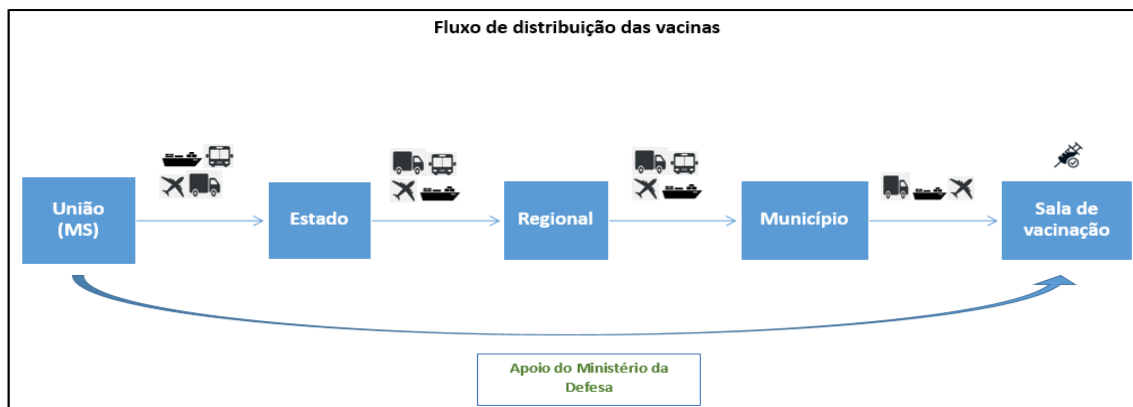 Fluxo de distribuição das vacinas
União
(MS)
Estado
Regional
Município
Sala de
vacinação
Apoio do Ministério da
Defesa